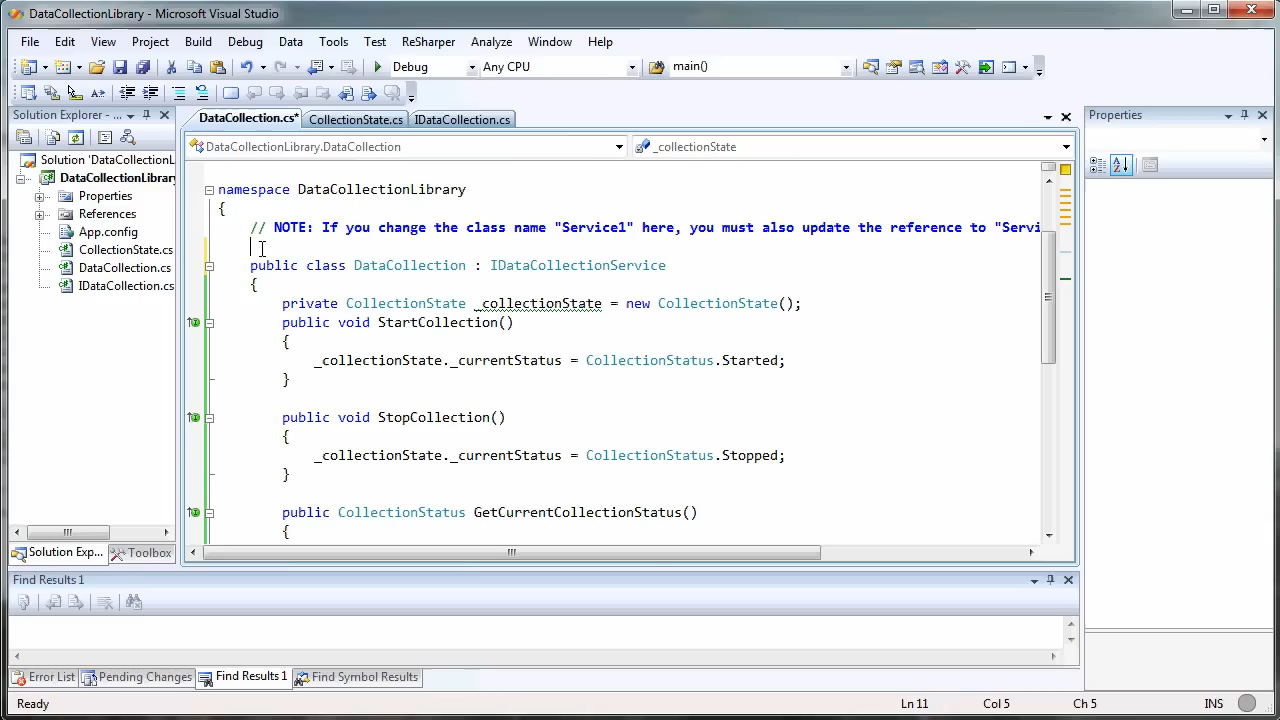 DataCollectionLibrary - Microsoft Visual Studio
File Edit View Project Build Debug Data Tools Test ReSharper Analyze Window Help
Debug Any CPU main()
Solution Explorer -
DataCollection.cs* CollectionState.cs IDataCollection.cs
Properties
DataCollectionLibrary.DataCollection _collectionState
Solution 'DataCollectionL
DataCollectionLibrary
Properties
References
App.config
CollectionState.cs
DataCollection.cs
IDataCollection.cs
namespace DataCollectionLibrary
{
// NOTE: If you change the class name "Service1" here, you must also update the reference to "Servi
public class DataCollection : IDataCollectionService
{
private CollectionState _collectionState = new CollectionState();
public void StartCollection()
{
_collectionState._currentStatus = CollectionStatus.Started;
}
public void StopCollection()
{
_collectionState._currentStatus = CollectionStatus.Stopped;
}
public CollectionStatus GetCurrentCollectionStatus()
{
Solution Exp... Toolbox
Find Results 1
Error List Pending Changes Find Results 1 Find Symbol Results
Ready Ln 11 Col 5 Ch 5 INS